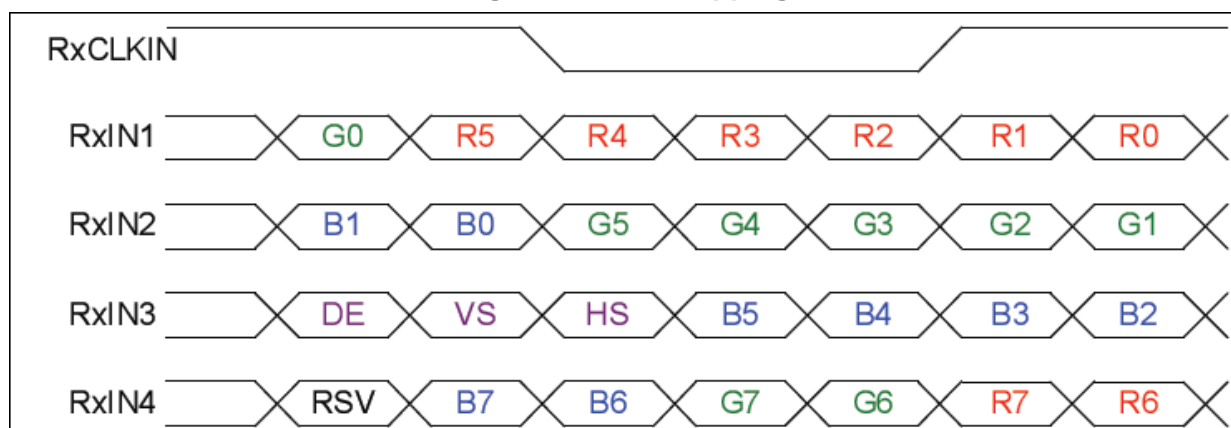 RxCLKIN
RxIN1 G0 R5 R4 R3 R2 R1 R0
RxIN2 B1 B0 G5 G4 G3 G2 G1
RxIN3 DE VS HS B5 B4 B3 B2
RxIN4 RSV B7 B6 G7 G6 R7 R6